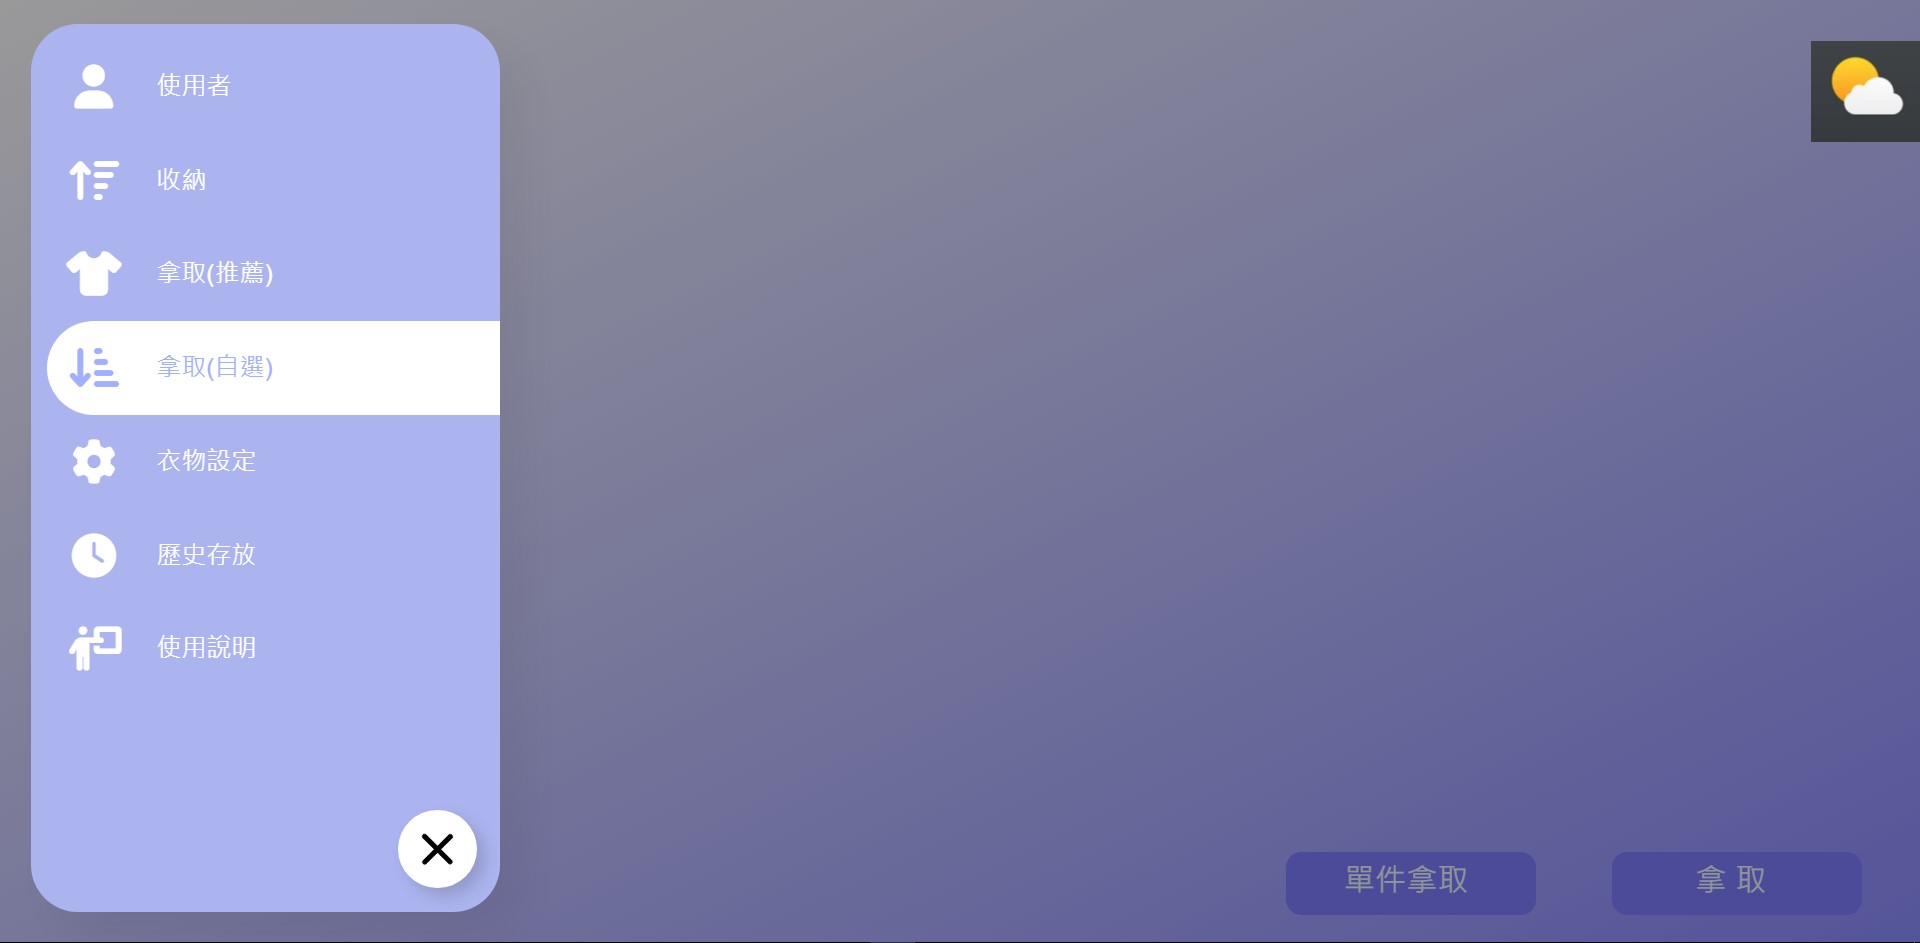 使用者
收納
拿取(推薦)
拿取(自選)
衣物設定
歷史存放
使用說明
單件拿取
拿 取